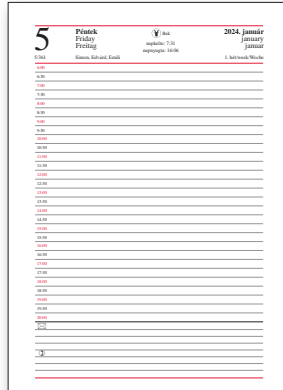 5
Péntek
Friday
Freitag
Bak
napkelte: 7:31
napnyugta: 16:06
2024. január
january
januar
5/361
Simon, Edvárd, Emili
1. hét/week/Woche
6:00
6:30
7:00
7:30
8:00
8:30
9:00
9:30
10:00
10:30
11:00
11:30
12:00
12:30
13:00
13:30
14:00
14:30
15:00
15:30
16:00
16:30
17:00
17:30
18:00
18:30
19:00
19:30
20:00